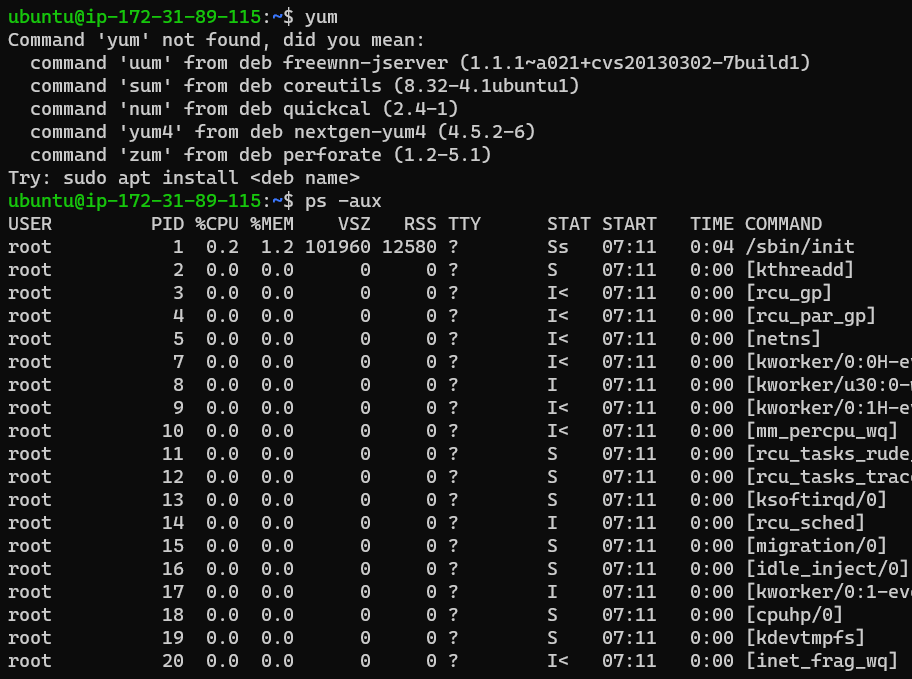 ubuntu@ip-172-31-89-115:~$ yum
Command 'yum' not found, did you mean:
  command 'uum' from deb freewnn-jserver (1.1.1~a021+cvs20130302-7build1)
  command 'sum' from deb coreutils (8.32-4.1ubuntu1)
  command 'num' from deb quickcal (2.4-1)
  command 'yum4' from deb nextgen-yum4 (4.5.2-6)
  command 'zum' from deb perforate (1.2-5.1)
Try: sudo apt install <deb name>
ubuntu@ip-172-31-89-115:~$ ps -aux
USER         PID %CPU %MEM    VSZ   RSS TTY      STAT START   TIME COMMAND
root           1  0.2  1.2 101960 12580 ?        Ss   07:11   0:04 /sbin/init
root           2  0.0  0.0      0     0 ?        S    07:11   0:00 [kthreadd]
root           3  0.0  0.0      0     0 ?        I<   07:11   0:00 [rcu_gp]
root           4  0.0  0.0      0     0 ?        I<   07:11   0:00 [rcu_par_gp]
root           5  0.0  0.0      0     0 ?        I<   07:11   0:00 [netns]
root           7  0.0  0.0      0     0 ?        I<   07:11   0:00 [kworker/0:0H-ev
root           8  0.0  0.0      0     0 ?        I    07:11   0:00 [kworker/u30:0-w
root           9  0.0  0.0      0     0 ?        I<   07:11   0:00 [kworker/0:1H-ev
root          10  0.0  0.0      0     0 ?        I<   07:11   0:00 [mm_percpu_wq]
root          11  0.0  0.0      0     0 ?        S    07:11   0:00 [rcu_tasks_rude_
root          12  0.0  0.0      0     0 ?        S    07:11   0:00 [rcu_tasks_trac
root          13  0.0  0.0      0     0 ?        S    07:11   0:00 [ksoftirqd/0]
root          14  0.0  0.0      0     0 ?        I    07:11   0:00 [rcu_sched]
root          15  0.0  0.0      0     0 ?        S    07:11   0:00 [migration/0]
root          16  0.0  0.0      0     0 ?        S    07:11   0:00 [idle_inject/0]
root          17  0.0  0.0      0     0 ?        I    07:11   0:00 [kworker/0:1-eve
root          18  0.0  0.0      0     0 ?        S    07:11   0:00 [cpuhp/0]
root          19  0.0  0.0      0     0 ?        S    07:11   0:00 [kdevtmpfs]
root          20  0.0  0.0      0     0 ?        I<   07:11   0:00 [inet_frag_wq]